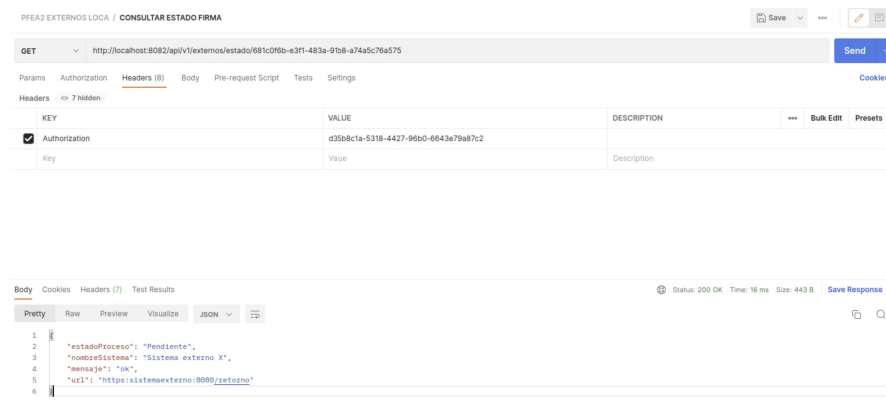 PFEA2 EXTERNOS LOCA / CONSULTAR ESTADO FIRMA
Save
GET http://localhost:8082/api/v1/externos/estado/681c0f6b-e3f1-483a-91b8-a74a5c76a575 Send
Params Authorization Headers (8) Body Pre-request Script Tests Settings Cookies
Headers 7 hidden
KEY VALUE DESCRIPTION Bulk Edit Presets
Authorization d35b8c1a-5318-4427-96b0-6643e79a87c2
Key Vaue Description
Body Cookies Headers (7) Test Results Status: 200 OK Time: 16 ms Size: 443 B Save Response
Pretty Raw Preview Visualize JSON
1 {
2 "estadoProceso": "Pendiente",
3 "nombreSistema": "Sistema externo X",
4 "mensaje": "ok",
5 "url": "https:sistemaexterno:8080/retorno"
6 }